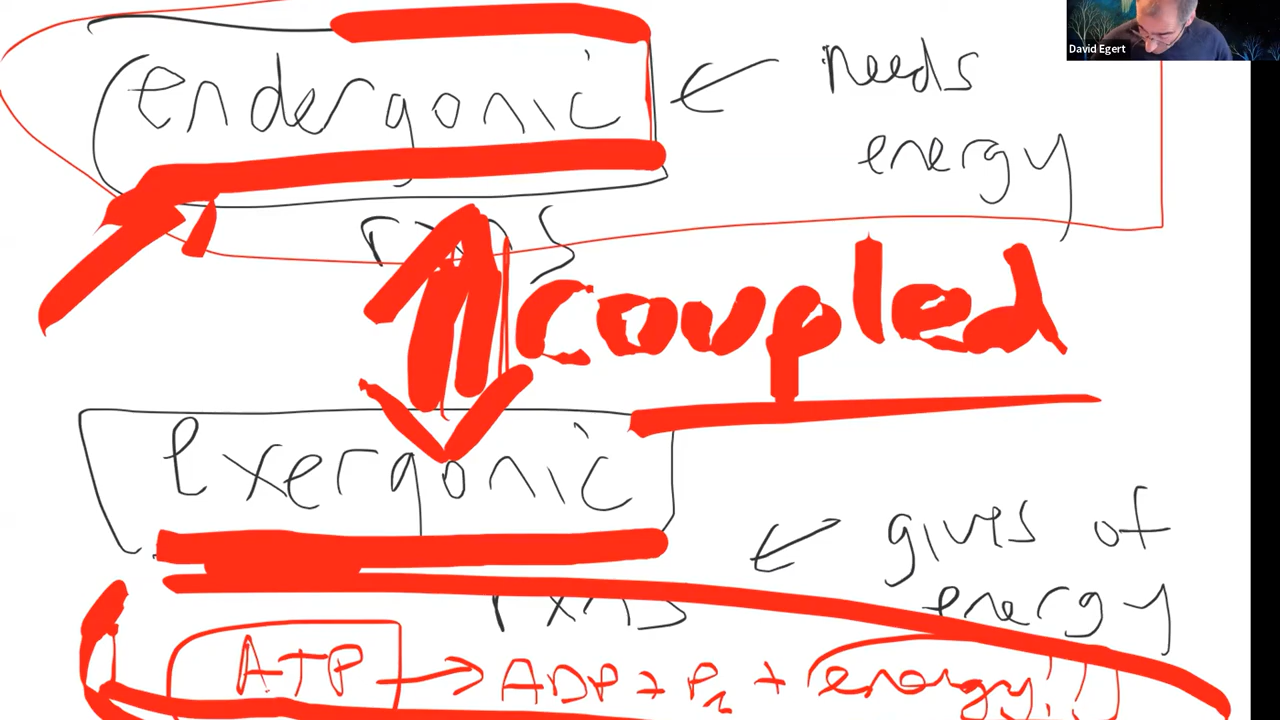 David Egert
endergonic ← needs
energy
rxns
coupled
exergonic
← gives of
energy
rxns
ATP → ADP + Pi + energy!!